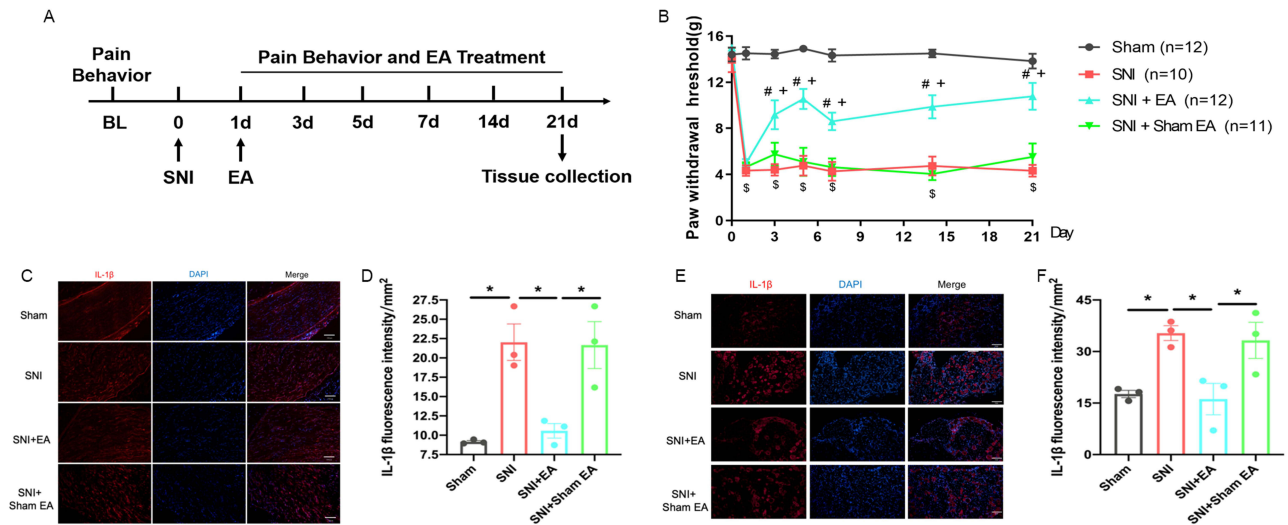 A
Pain Behavior and EA Treatment
Pain
Behavior
BL
0
1d
3d
5d
7d
14d
21d
SNI
EA
Tissue collection
B
Paw withdrawal hreshold(g)
16
12
8
4
0
# +
# +
# +
# +
# +
$
$
$
$
$
$
0
3
6
9
12
15
18
21
Day
Sham (n=12)
SNI (n=10)
SNI + EA (n=12)
SNI + Sham EA (n=11)
C
IL-1β
DAPI
Merge
Sham
SNI
SNI+EA
SNI+
Sham EA
D
IL-1β fluorescence intensity/mm²
27.5
25.0
22.5
20.0
17.5
15.0
12.5
10.0
7.5
*
*
*
Sham
SNI
SNI+EA
SNI+Sham EA
E
IL-1β
DAPI
Merge
Sham
SNI
SNI+EA
SNI+
Sham EA
F
IL-1β fluorescence intensity/mm²
45
30
15
0
*
*
*
Sham
SNI
SNI+EA
SNI+Sham EA